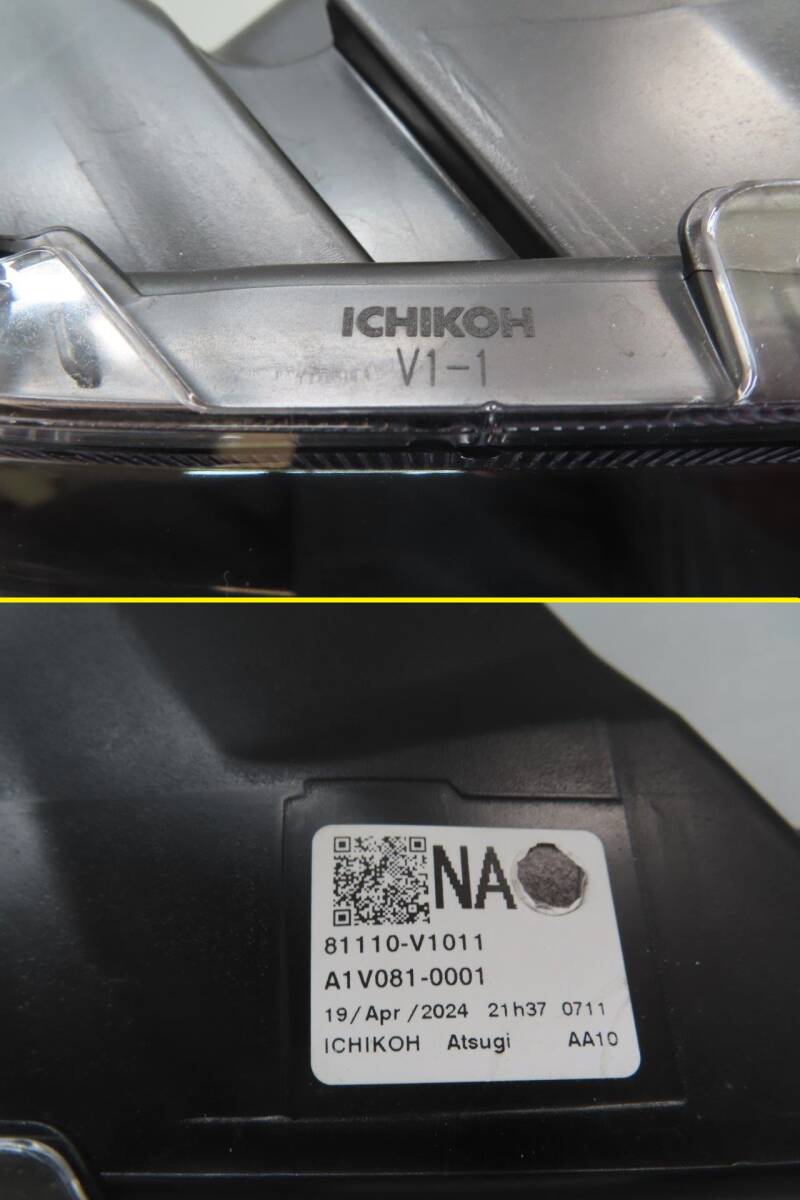 ICHIKOH
V1-1
NA
81110-V1011
A1V081-0001
19/Apr/2024 21h37 0711
ICHIKOH Atsugi AA10